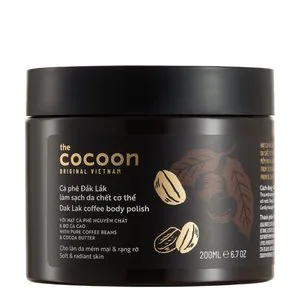 the
cocoon
ORIGINAL VIETNAM
Cà phê Đắk Lắk
làm sạch da chết cơ thể
Dak Lak coffee body polish
VỚI HẠT CÀ PHÊ NGUYÊN CHẤT
& BƠ CA CAO
WITH PURE COFFEE BEANS
& COCOA BUTTER
Cho làn da mềm mại & rạng rỡ
Soft & radiant skin
200ML ℮ 6.7 OZ